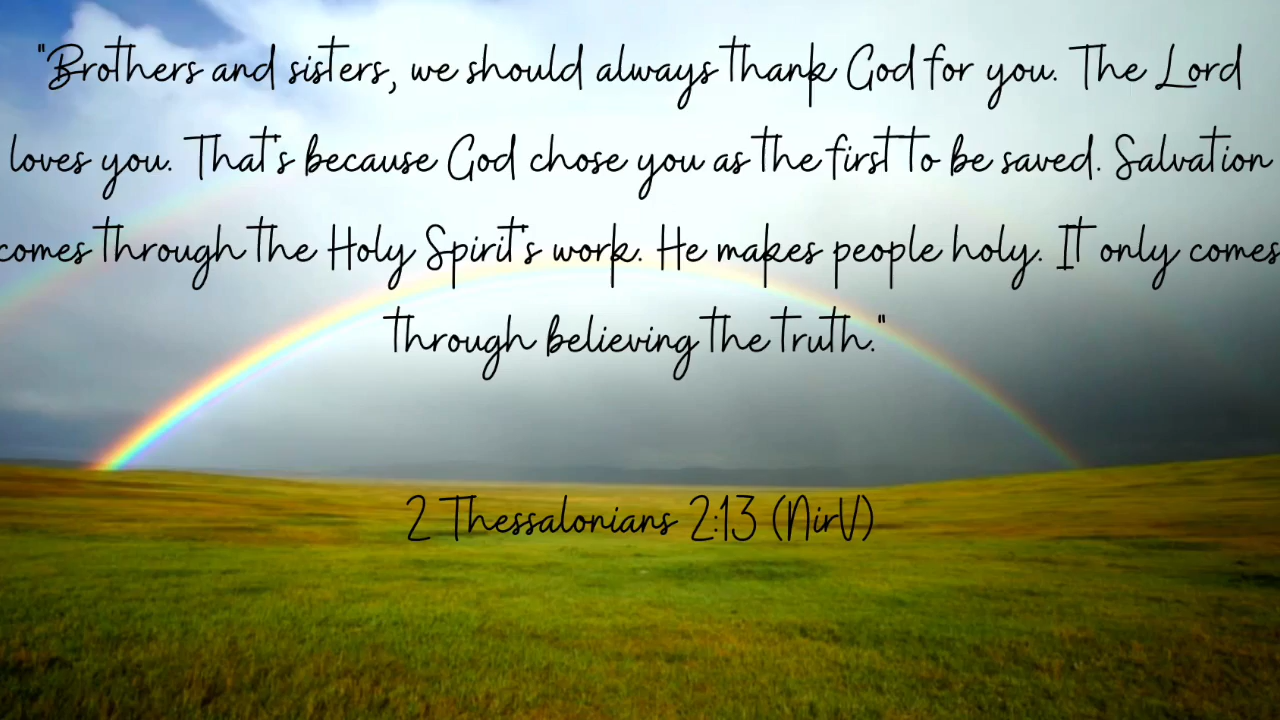 "Brothers and sisters, we should always thank God for you. The Lord
loves you. That's because God chose you as the first to be saved. Salvation
comes through the Holy Spirit's work. He makes people holy. It only comes
through believing the truth."
2 Thessalonians 2:13 (NirV)